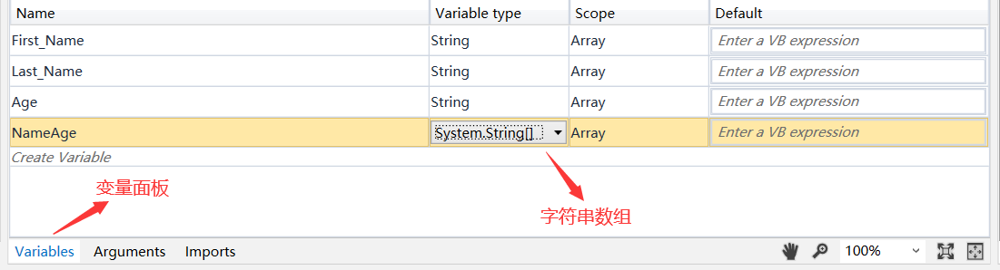 Name Variable type Scope Default
First_Name String Array Enter a VB expression
Last_Name String Array Enter a VB expression
Age String Array Enter a VB expression
NameAge System.String[] Array Enter a VB expression
Create Variable
变量面板
字符串数组
Variables Arguments Imports 100%